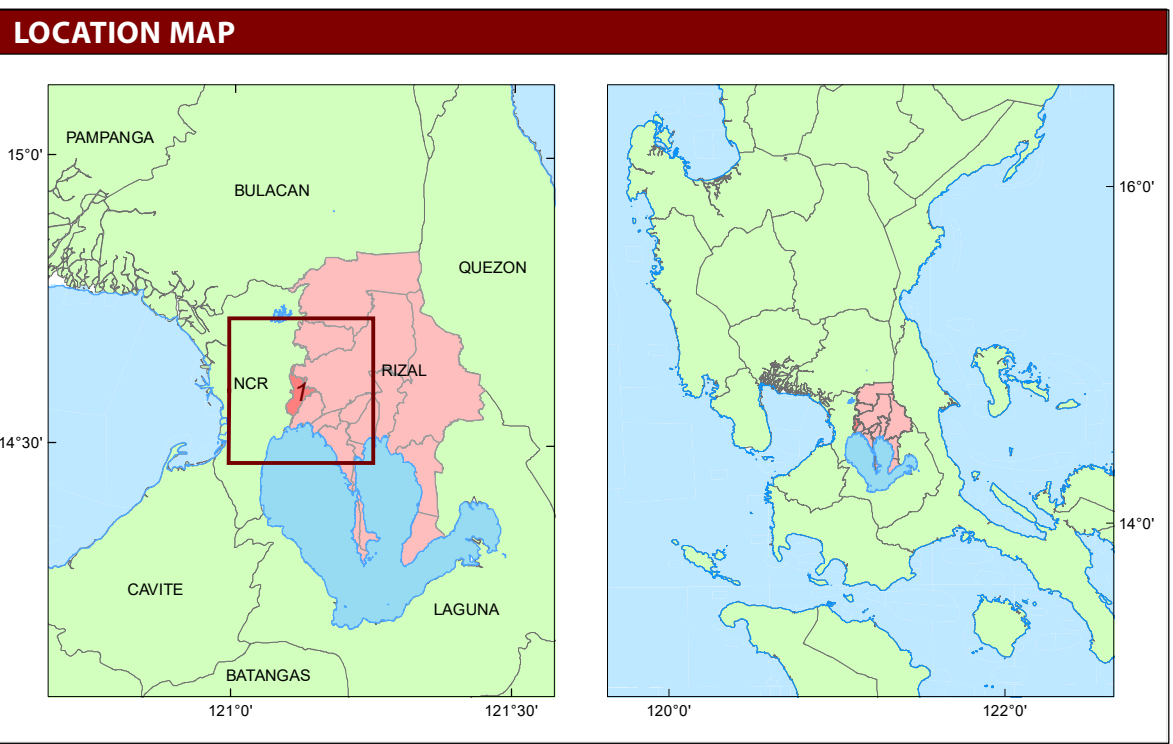 LOCATION MAP
PAMPANGA
15°0'
BULACAN
QUEZON
NCR
1
RIZAL
14°30'
CAVITE
LAGUNA
BATANGAS
121°0'
121°30'
16°0'
14°0'
120°0'
122°0'